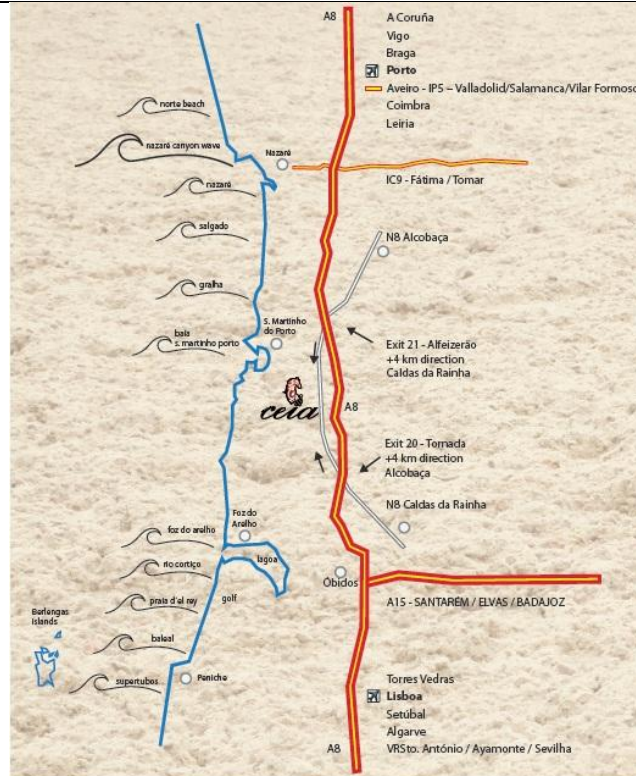 A8
A Coruña
Vigo
Braga
Porto
Aveiro - IP5 – Valladolid/Salamanca/Vilar Formoso
Coimbra
Leiria
norte beach
nazaré canyon wave
Nazaré
IC9 - Fátima / Tomar
nazaré
salgado
N8 Alcobaça
gralha
S. Martinho
do Porto
baía
s. martinho porto
Exit 21 - Alfeizerão
+4 km direction
Caldas da Rainha
ceia
A8
Exit 20 - Tornada
+4 km direction
Alcobaça
N8 Caldas da Rainha
Foz do
Arelho
foz do arelho
lagoa
rio cortiço
Óbidos
golf
praia d'el rey
A15 - SANTARÉM / ELVAS / BADAJOZ
Berlengas
islands
baleal
Peniche
supertubos
Torres Vedras
Lisboa
Setúbal
Algarve
A8
VRSto. António / Ayamonte / Sevilha